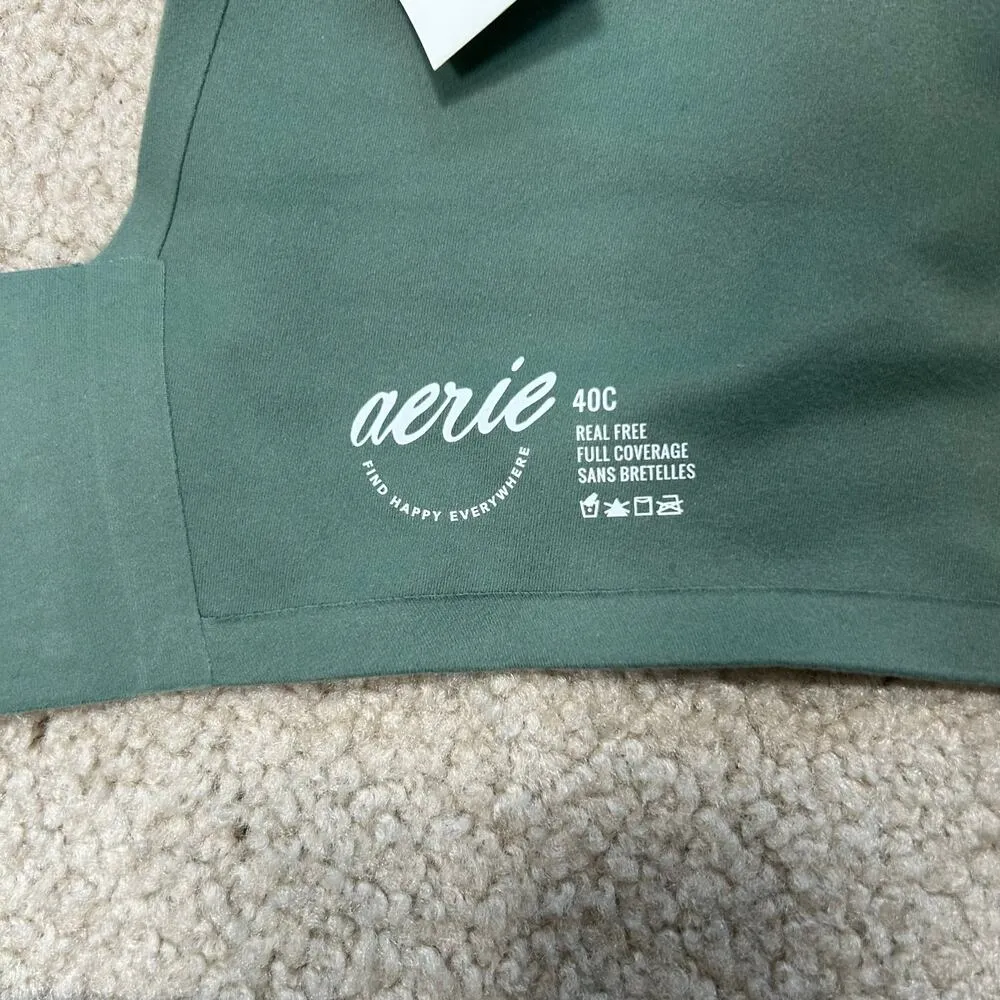 aerie
FIND HAPPY EVERYWHERE
40C
REAL FREE
FULL COVERAGE
SANS BRETELLES